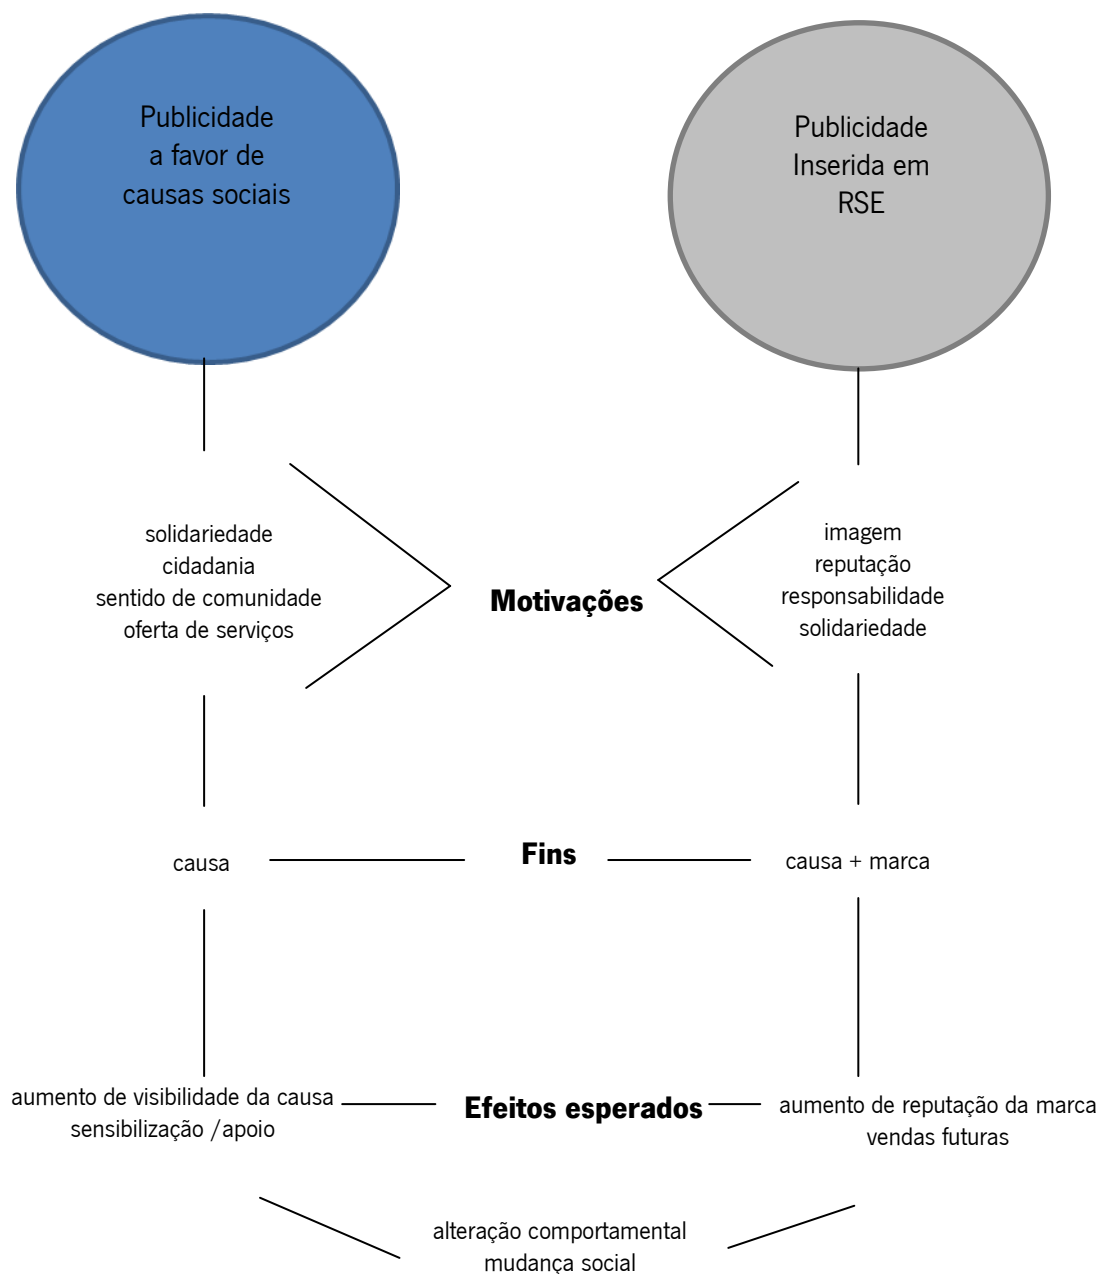 Publicidade
a favor de
causas sociais
Publicidade
Inserida em
RSE
solidariedade
cidadania
sentido de comunidade
oferta de serviços
Motivações
imagem
reputação
responsabilidade
solidariedade
causa
Fins
causa + marca
aumento de visibilidade da causa
sensibilização /apoio
Efeitos esperados
aumento de reputação da marca
vendas futuras
alteração comportamental
mudança social